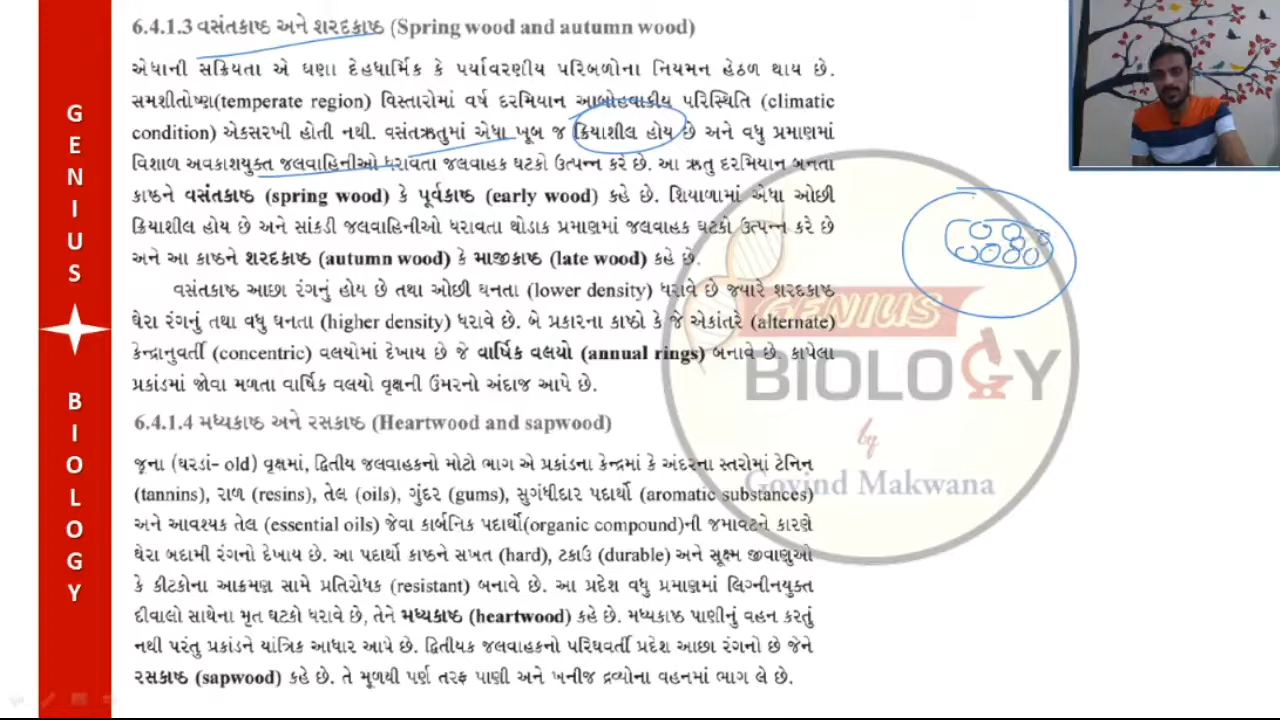 6.4.1.3 વસંતકાષ્ઠ અને શરદકાષ્ઠ (Spring wood and autumn wood)
એધાની સક્રિયતા એ ઘણા દેહધાર્મિક કે પર્યાવરણીય પરિબળોના નિયમન હેઠળ થાય છે.
સમશીતોષ્ણ(temperate region) વિસ્તારોમાં વર્ષ દરમિયાન આબોહવાકીય પરિસ્થિતિ (climatic
condition) એકસરખી હોતી નથી. વસંતઋતુમાં એધા ખૂબ જ ક્રિયાશીલ હોય છે અને વધુ પ્રમાણમાં
વિશાળ અવકાશયુક્ત જલવાહિનીઓ ધરાવતા જલવાહક ઘટકો ઉત્પન્ન કરે છે. આ ઋતુ દરમિયાન બનતા
કાષ્ઠને વસંતકાષ્ઠ (spring wood) કે પૂર્વકાષ્ઠ (early wood) કહે છે. શિયાળામાં એધા ઓછી
ક્રિયાશીલ હોય છે અને સાંકડી જલવાહિનીઓ ધરાવતા થોડાક પ્રમાણમાં જલવાહક ઘટકો ઉત્પન્ન કરે છે
અને આ કાષ્ઠને શરદકાષ્ઠ (autumn wood) કે માજીકાષ્ઠ (late wood) કહે છે.
વસંતકાષ્ઠ આછા રંગનું હોય છે તથા ઓછી ઘનતા (lower density) ધરાવે છે જ્યારે શરદકાષ્ઠ
ઘેરા રંગનું તથા વધુ ઘનતા (higher density) ધરાવે છે. બે પ્રકારના કાષ્ઠો કે જે એકાંતરે (alternate)
કેન્દ્રાનુવર્તી (concentric) વલયોમાં દેખાય છે જે વાર્ષિક વલયો (annual rings) બનાવે છે. કાપેલા
પ્રકાંડમાં જોવા મળતા વાર્ષિક વલયો વૃક્ષની ઉંમરનો અંદાજ આપે છે.
6.4.1.4 મધ્યકાષ્ઠ અને રસકાષ્ઠ (Heartwood and sapwood)
જૂના (ઘરડાં- old) વૃક્ષમાં, દ્વિતીય જલવાહકનો મોટો ભાગ એ પ્રકાંડના કેન્દ્રમાં કે અંદરના સ્તરોમાં ટેનિન
(tannins), રાળ (resins), તેલ (oils), ગુંદર (gums), સુગંધીદાર પદાર્થો (aromatic substances)
અને આવશ્યક તેલ (essential oils) જેવા કાર્બનિક પદાર્થો(organic compound)ની જમાવટને કારણે
ઘેરા બદામી રંગનો દેખાય છે. આ પદાર્થો કાષ્ઠને સખત (hard), ટકાઉ (durable) અને સૂક્ષ્મ જીવાણુઓ
કે કીટકોના આક્રમણ સામે પ્રતિરોધક (resistant) બનાવે છે. આ પ્રદેશ વધુ પ્રમાણમાં લિગ્નીનયુક્ત
દીવાલો સાથેના મૃત ઘટકો ધરાવે છે, તેને મધ્યકાષ્ઠ (heartwood) કહે છે. મધ્યકાષ્ઠ પાણીનું વહન કરતું
નથી પરંતુ પ્રકાંડને યાંત્રિક આધાર આપે છે. દ્વિતીયક જલવાહકનો પરિઘવર્તી પ્રદેશ આછા રંગનો છે જેને
રસકાષ્ઠ (sapwood) કહે છે. તે મૂળથી પર્ણ તરફ પાણી અને ખનીજ દ્રવ્યોના વહનમાં ભાગ લે છે.
GENIUS
BIOLOGY
GENIUS
BIOLOGY
by
Govind Makwana